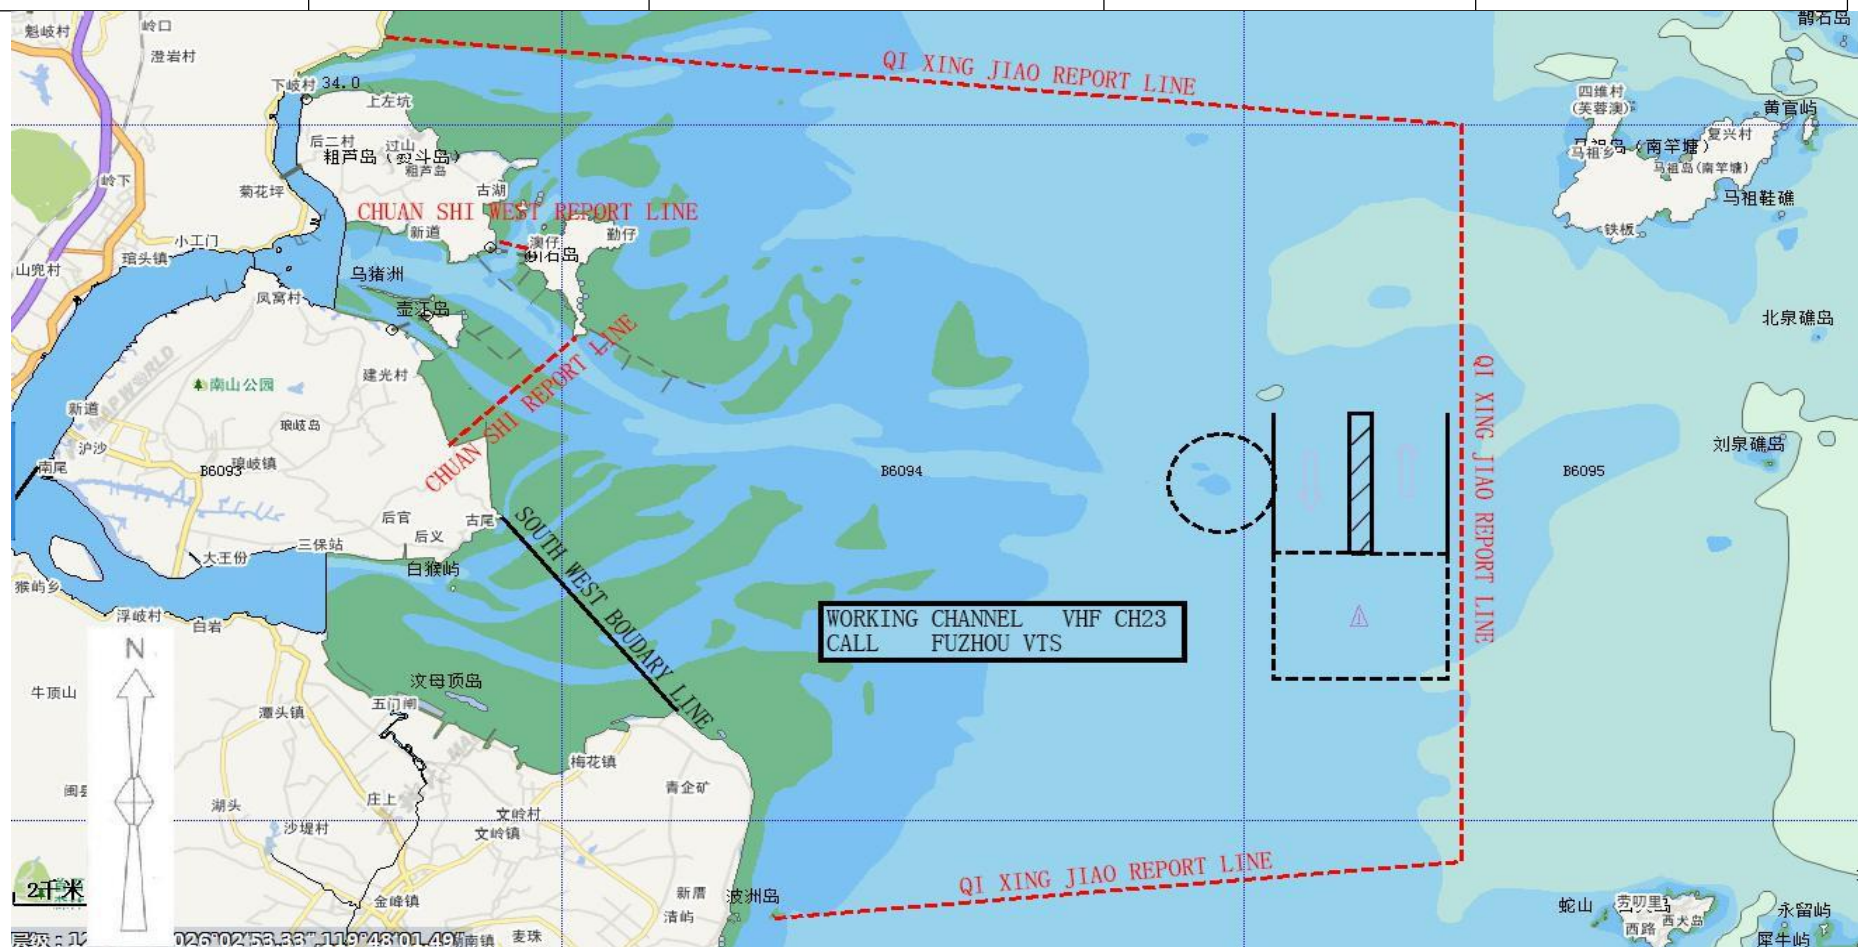 魁岐村
岭口
澄岩村
鹊石岛
QI XING JIAO REPORT LINE
下岐村
34.0
上左坑
四维村
(芙蓉澳)
黄官屿
后二村
过山
粗芦岛
复兴村
马祖乡
马祖岛(南竿塘)
岭下
菊花坪
古湖
马祖鞋礁
CHUAN SHI WEST REPORT LINE
新道
澳仔
勤仔
铁板
小工门
琯头镇
山兜村
乌猪洲
凤窝村
壶江岛
北泉礁岛
CHUAN SHI REPORT LINE
QI XING JIAO REPORT LINE
建光村
南山公园
MAP WORLD
新道
琅岐岛
沪沙
南尾
B6093
琅岐镇
B6094
B6095
刘泉礁岛
后官
古尾
后义
SOUTH WEST BOUDARY LINE
三保站
大王份
白猴屿
猴屿乡
浮岐村
白岩
WORKING CHANNEL VHF CH23
CALL FUZHOU VTS
N
汶母顶岛
牛顶山
五门闸
潭头镇
梅花镇
青企矿
湖头
庄上
文岭村
文岭镇
沙堤村
QI XING JIAO REPORT LINE
2千米
金峰镇
新厝
波洲岛
清屿
蛇山
西犬岛
西路
永留屿
犀牛屿
麦珠
026°02'53.33",119°48'01.49"